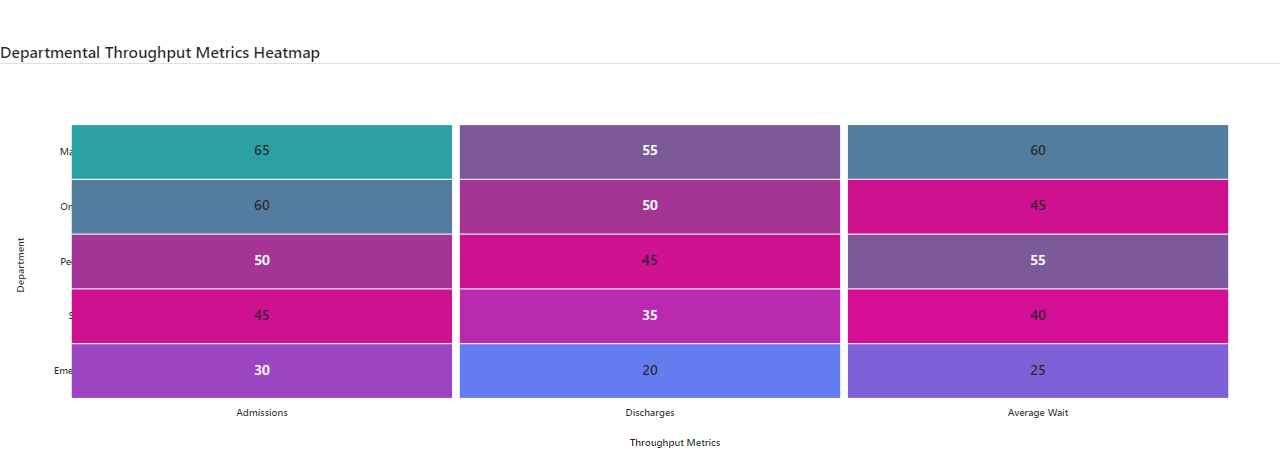 Departmental Throughput Metrics Heatmap
65 55 60
60 50 45
50 45 55
45 35 40
30 20 25
Department
Admissions Discharges Average Wait
Throughput Metrics